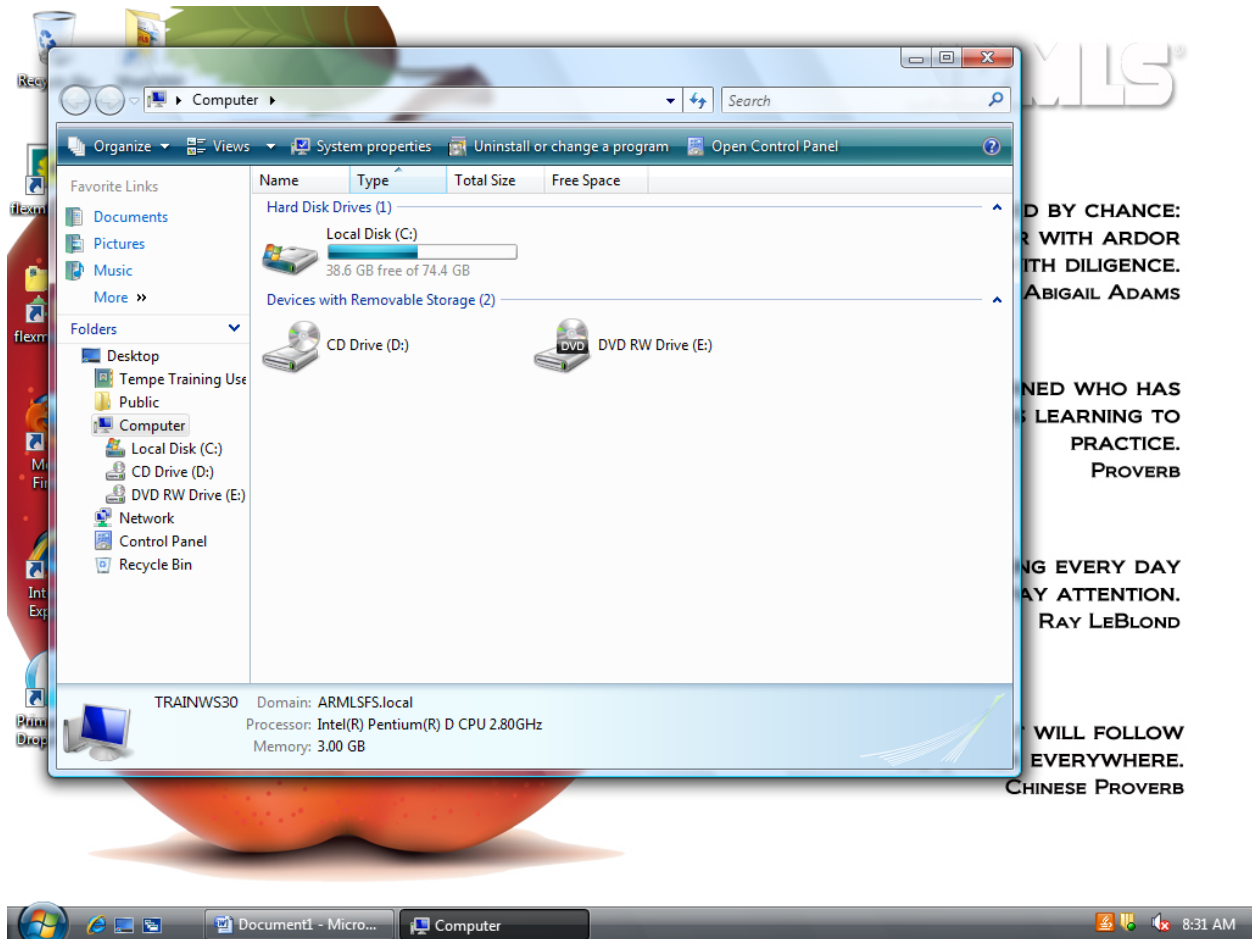 Computer
Search
Organize Views System properties Uninstall or change a program Open Control Panel
Favorite Links
Documents
Pictures
Music
More »
Folders
Desktop
Tempe Training Use
Public
Computer
Local Disk (C:)
CD Drive (D:)
DVD RW Drive (E:)
Network
Control Panel
Recycle Bin
Name Type Total Size Free Space
Hard Disk Drives (1)
Local Disk (C:)
38.6 GB free of 74.4 GB
Devices with Removable Storage (2)
CD Drive (D:)
DVD DVD RW Drive (E:)
TRAINWS30 Domain: ARMLSFS.local
Processor: Intel(R) Pentium(R) D CPU 2.80GHz
Memory: 3.00 GB
D BY CHANCE:
WITH ARDOR
ITH DILIGENCE.
ABIGAIL ADAMS
NED WHO HAS
LEARNING TO
PRACTICE.
PROVERB
NG EVERY DAY
AY ATTENTION.
RAY LEBLOND
WILL FOLLOW
EVERYWHERE.
CHINESE PROVERB
Document1 - Micro... Computer 8:31 AM